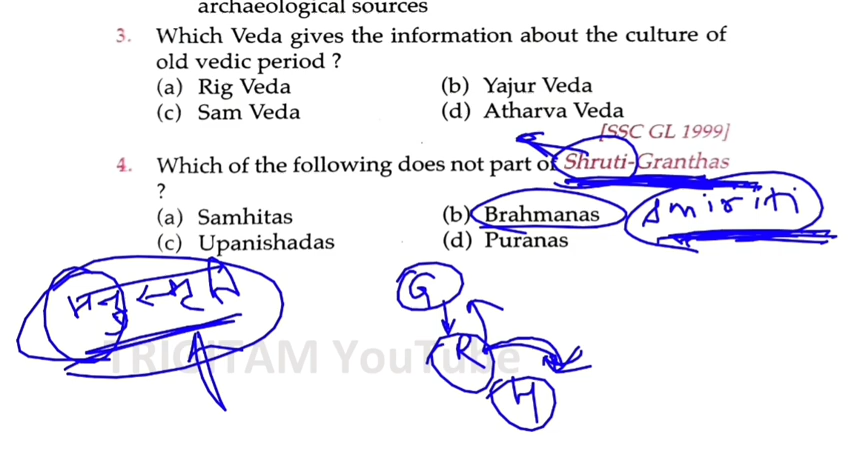 archaeological sources
3. Which Veda gives the information about the culture of
old vedic period ?
(a) Rig Veda (b) Yajur Veda
(c) Sam Veda (d) Atharva Veda
[SSC GL 1999]
4. Which of the following does not part of Shruti-Granthas
?
(a) Samhitas (b) Brahmanas smiriti
(c) Upanishadas (d) Puranas
मनु स्मृति
G
R
TRICITAM YouTube